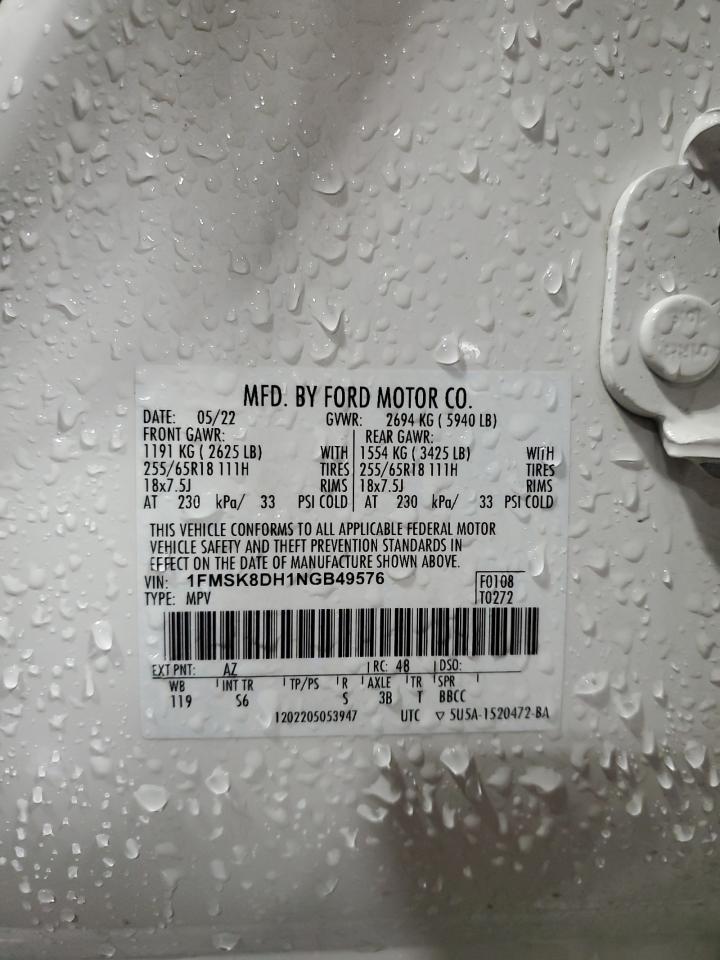 MFD. BY FORD MOTOR CO.
DATE: 05/22 GVWR: 2694 KG ( 5940 LB)
FRONT GAWR: REAR GAWR:
1191 KG ( 2625 LB) WITH 1554 KG ( 3425 LB) WITH
255/65R18 111H TIRES 255/65R18 111H TIRES
18x7.5J RIMS 18x7.5J RIMS
AT 230 kPa/ 33 PSI COLD AT 230 kPa/ 33 PSI COLD
THIS VEHICLE CONFORMS TO ALL APPLICABLE FEDERAL MOTOR
VEHICLE SAFETY AND THEFT PREVENTION STANDARDS IN
EFFECT ON THE DATE OF MANUFACTURE SHOWN ABOVE.
VIN: 1FMSK8DH1NGB49576 F0108
TYPE: MPV T0272
EXT PNT: AZ RC: 48 DSO:
WB INT TR TP/PS R AXLE TR SPR
119 S6 S 3B T BBCC
1202205053947 UTC ▽ 5U5A-1520472-BA